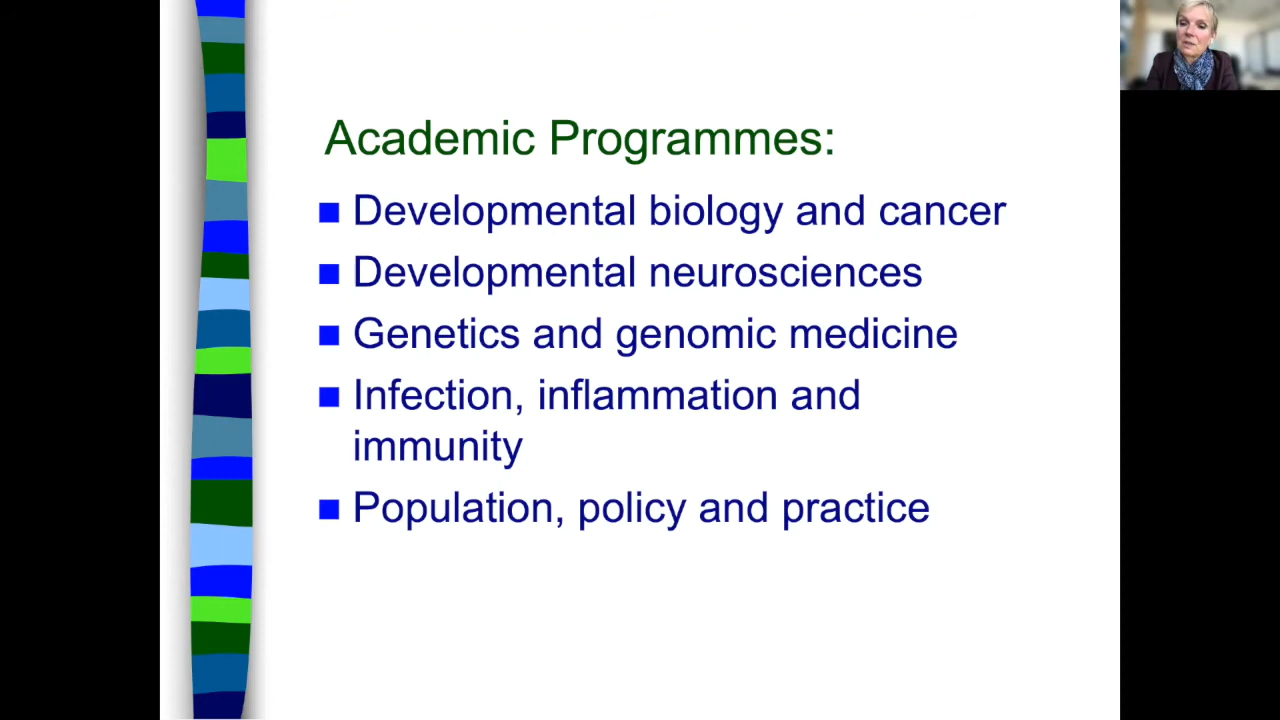 Academic Programmes:
Developmental biology and cancer
Developmental neurosciences
Genetics and genomic medicine
Infection, inflammation and
immunity
Population, policy and practice